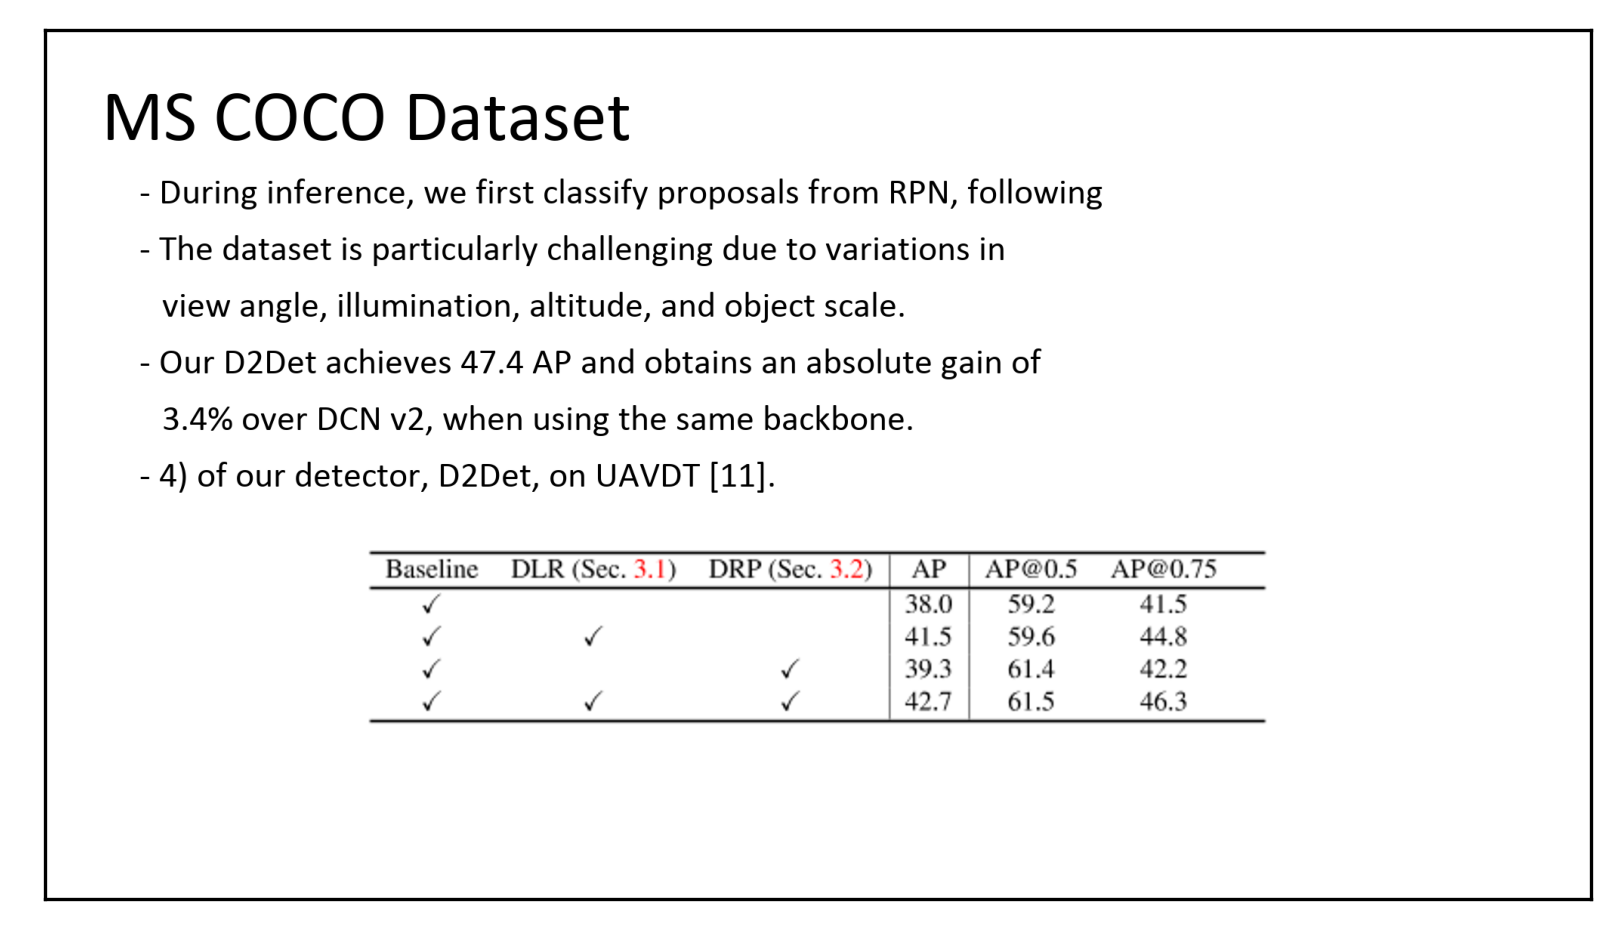 MS COCO Dataset
- During inference, we first classify proposals from RPN, following
- The dataset is particularly challenging due to variations in
view angle, illumination, altitude, and object scale.
- Our D2Det achieves 47.4 AP and obtains an absolute gain of
3.4% over DCN v2, when using the same backbone.
- 4) of our detector, D2Det, on UAVDT [11].
Baseline DLR (Sec. 3.1) DRP (Sec. 3.2) AP AP@0.5 AP@0.75
✓ 38.0 59.2 41.5
✓ ✓ 41.5 59.6 44.8
✓ ✓ 39.3 61.4 42.2
✓ ✓ ✓ 42.7 61.5 46.3